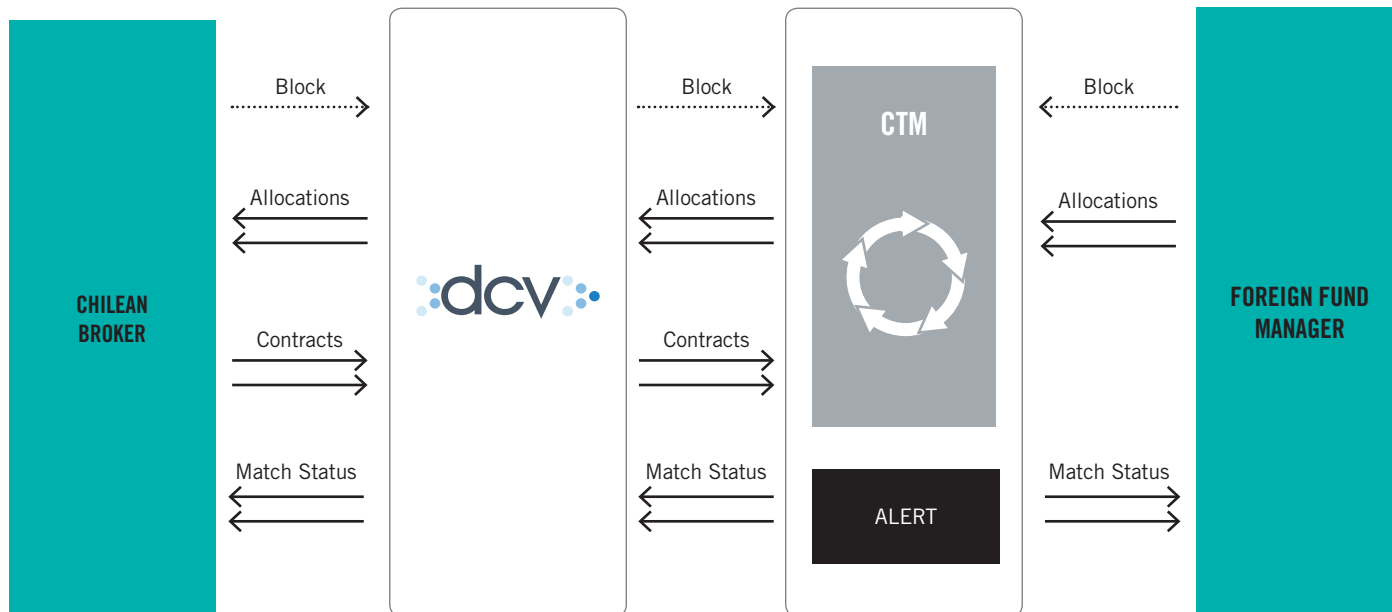 Block
Block
Block
CTM
Allocations
Allocations
Allocations
dcv
CHILEAN
BROKER
FOREIGN FUND
MANAGER
Contracts
Contracts
Match Status
Match Status
Match Status
ALERT